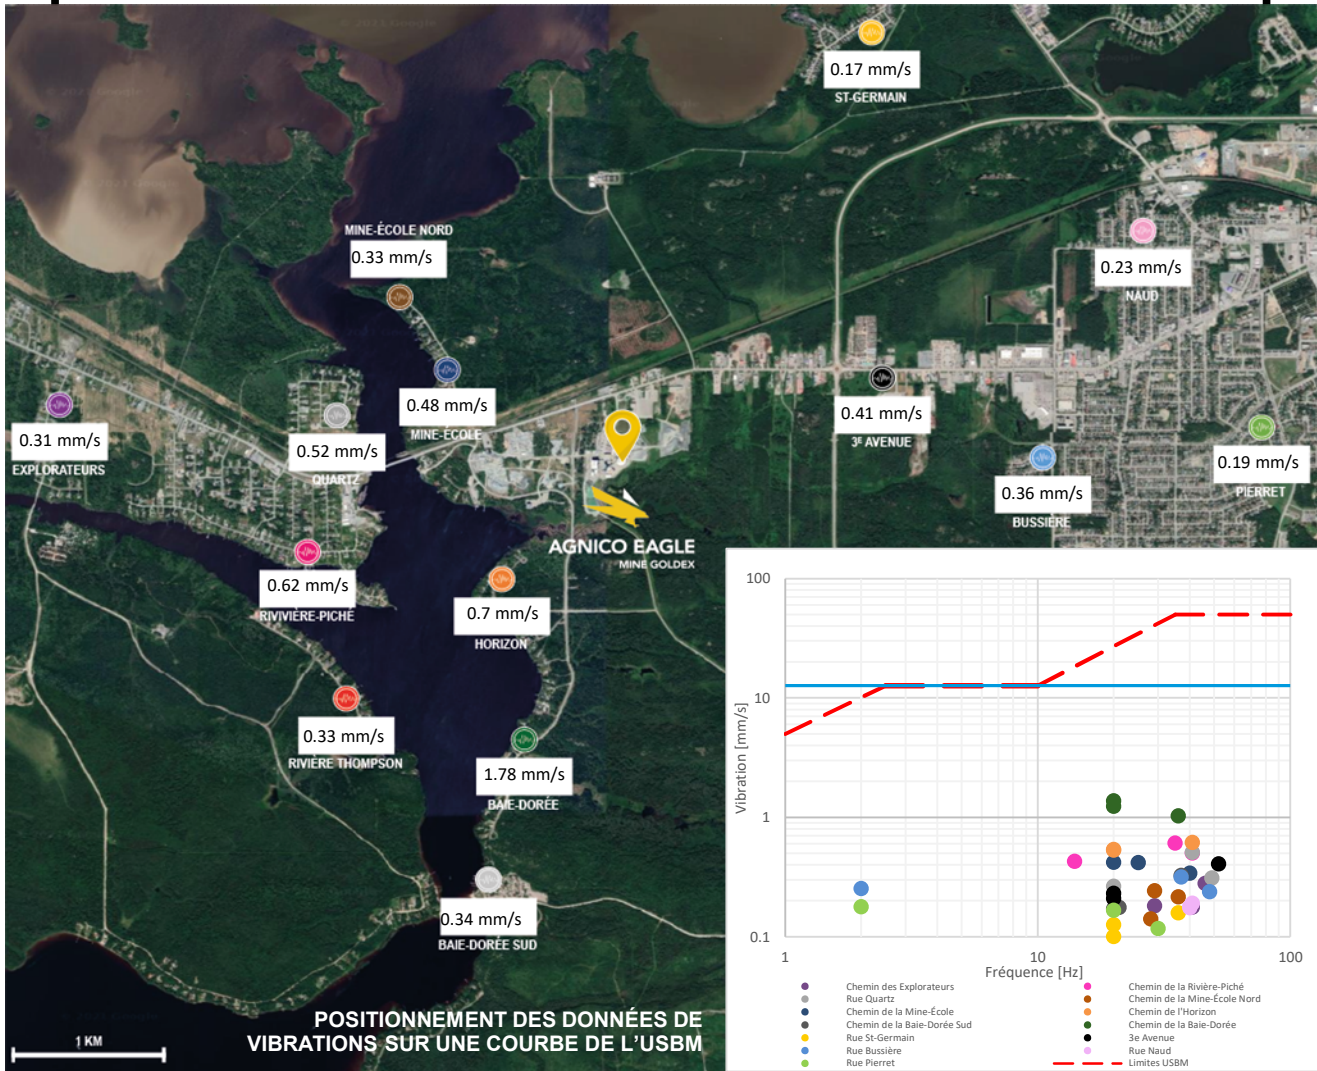 0.17 mm/s
ST-GERMAIN
MINE-ÉCOLE NORD
0.33 mm/s
0.23 mm/s
NAUD
0.31 mm/s
EXPLORATEURS
0.52 mm/s
QUARTZ
0.48 mm/s
MINE-ÉCOLE
0.41 mm/s
3E AVENUE
0.36 mm/s
BUSSIÈRE
0.19 mm/s
PIERRET
AGNICO EAGLE
MINE GOLDEX
0.62 mm/s
RIVIVIÈRE-PICHÉ
0.7 mm/s
HORIZON
0.33 mm/s
RIVIÈRE THOMPSON
1.78 mm/s
BAIE-DORÉE
0.34 mm/s
BAIE-DORÉE SUD
POSITIONNEMENT DES DONNÉES DE
VIBRATIONS SUR UNE COURBE DE L'USBM
1 KM
100
10
1
0.1
Vibration [mm/s]
1
10
100
Fréquence [Hz]
Chemin des Explorateurs
Chemin de la Rivière-Piché
Rue Quartz
Chemin de la Mine-École Nord
Chemin de la Mine-École
Chemin de l'Horizon
Chemin de la Baie-Dorée Sud
Chemin de la Baie-Dorée
Rue St-Germain
3e Avenue
Rue Bussière
Rue Naud
Rue Pierret
Limites USBM